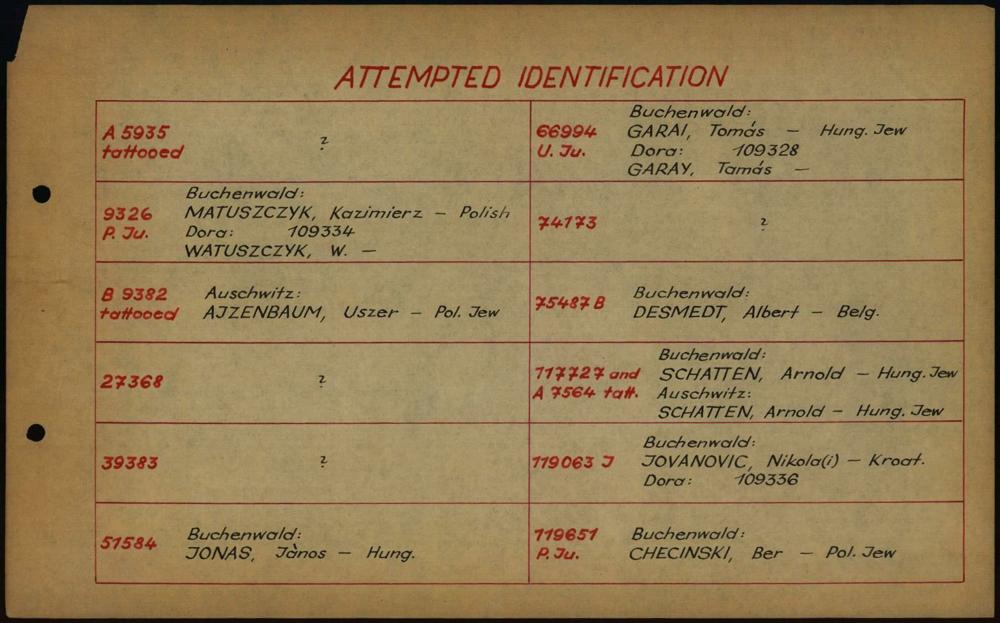 ATTEMPTED IDENTIFICATION
A 5935
tattooed
?
9326
P. Ju.
Buchenwald:
MATUSZCZYK, Kazimierz – Polish
Dora: 109334
WATUSZCZYK, W. –
B 9382
tattooed
Auschwitz:
AJZENBAUM, Uszer – Pol. Jew
27368
?
39383
?
51584
Buchenwald:
JONAS, Jànos – Hung.
66994
U. Ju.
Buchenwald:
GARAI, Tomás – Hung. Jew
Dora: 109328
GARAY, Tamás –
74173
?
75487 B
Buchenwald:
DESMEDT, Albert – Belg.
117727 and
A 7564 tatt.
Buchenwald:
SCHATTEN, Arnold – Hung. Jew
Auschwitz:
SCHATTEN, Arnold – Hung. Jew
119063 J
Buchenwald:
JOVANOVIC, Nikola(i) – Kroat.
Dora: 109336
119651
P. Ju.
Buchenwald:
CHECINSKI, Ber – Pol. Jew